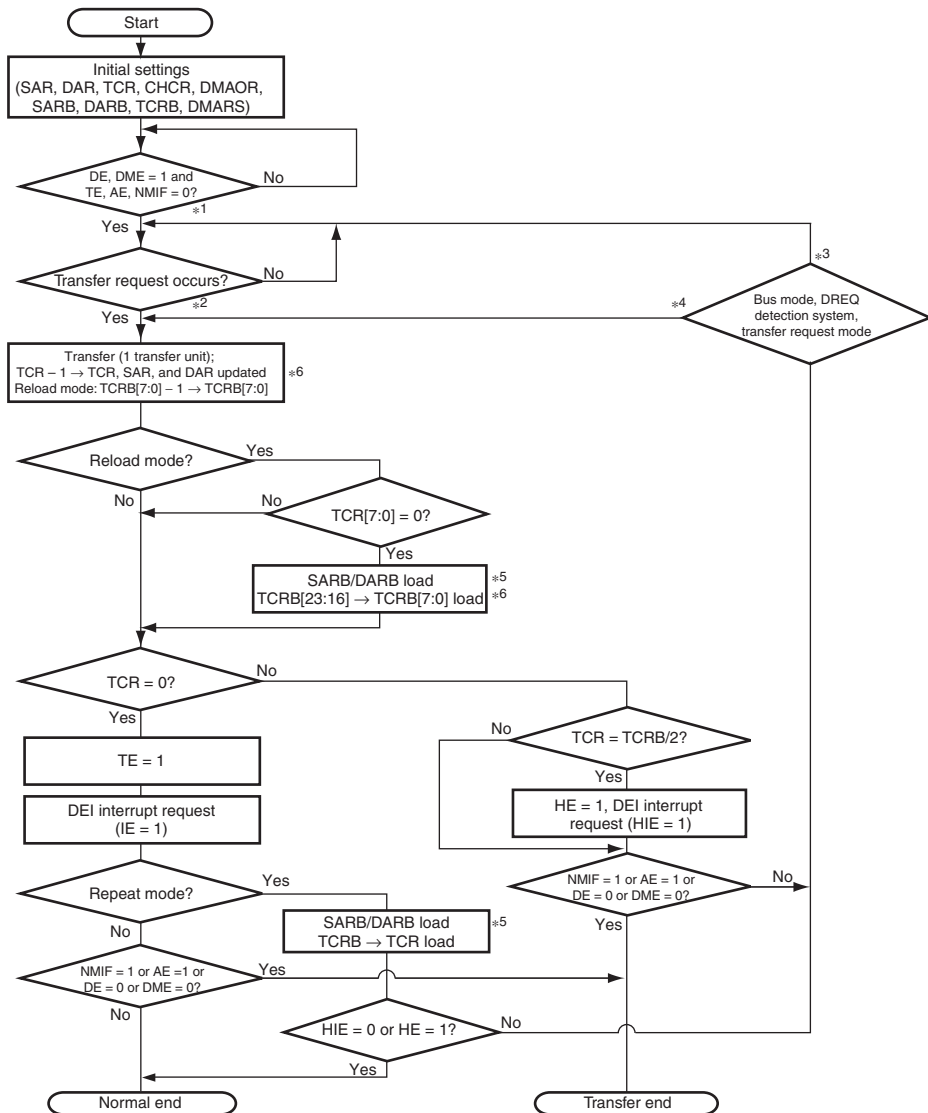 Start
Initial settings
(SAR, DAR, TCR, CHCR, DMAOR,
SARB, DARB, TCRB, DMARS)
DE, DME = 1 and
TE, AE, NMIF = 0?
No
*1
Yes
Transfer request occurs?
No
*2
Yes
*3
Bus mode, DREQ
detection system,
transfer request mode
*4
Transfer (1 transfer unit);
TCR – 1 → TCR, SAR, and DAR updated
Reload mode: TCRB[7:0] – 1 → TCRB[7:0]
*6
Reload mode?
Yes
No
TCR[7:0] = 0?
No
Yes
SARB/DARB load
TCRB[23:16] → TCRB[7:0] load
*5
*6
TCR = 0?
No
Yes
TCR = TCRB/2?
No
Yes
TE = 1
DEI interrupt request
(IE = 1)
HE = 1, DEI interrupt
request (HIE = 1)
NMIF = 1 or AE = 1 or
DE = 0 or DME = 0?
No
Yes
Repeat mode?
Yes
No
SARB/DARB load
TCRB → TCR load
*5
NMIF = 1 or AE =1 or
DE = 0 or DME = 0?
Yes
No
HIE = 0 or HE = 1?
No
Yes
Normal end
Transfer end